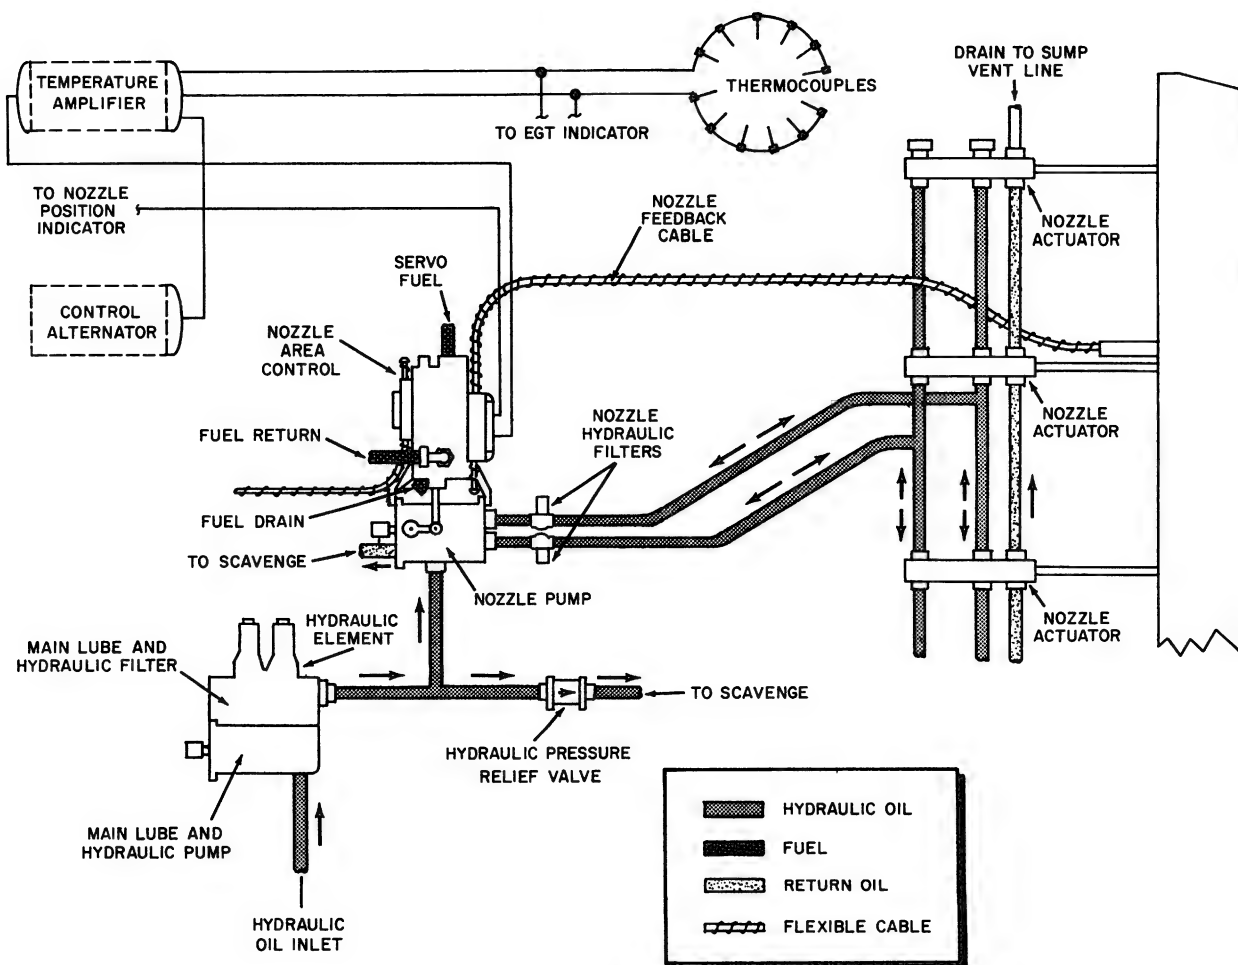 TEMPERATURE
AMPLIFIER
THERMOCOUPLES
TO EGT INDICATOR
DRAIN TO SUMP
VENT LINE
TO NOZZLE
POSITION
INDICATOR
NOZZLE
FEEDBACK
CABLE
NOZZLE
ACTUATOR
CONTROL
ALTERNATOR
SERVO
FUEL
NOZZLE
AREA
CONTROL
FUEL RETURN
NOZZLE
HYDRAULIC
FILTERS
NOZZLE
ACTUATOR
FUEL DRAIN
TO SCAVENGE
NOZZLE PUMP
NOZZLE
ACTUATOR
HYDRAULIC
ELEMENT
MAIN LUBE AND
HYDRAULIC FILTER
TO SCAVENGE
HYDRAULIC PRESSURE
RELIEF VALVE
MAIN LUBE AND
HYDRAULIC PUMP
HYDRAULIC
OIL INLET
HYDRAULIC OIL
FUEL
RETURN OIL
FLEXIBLE CABLE